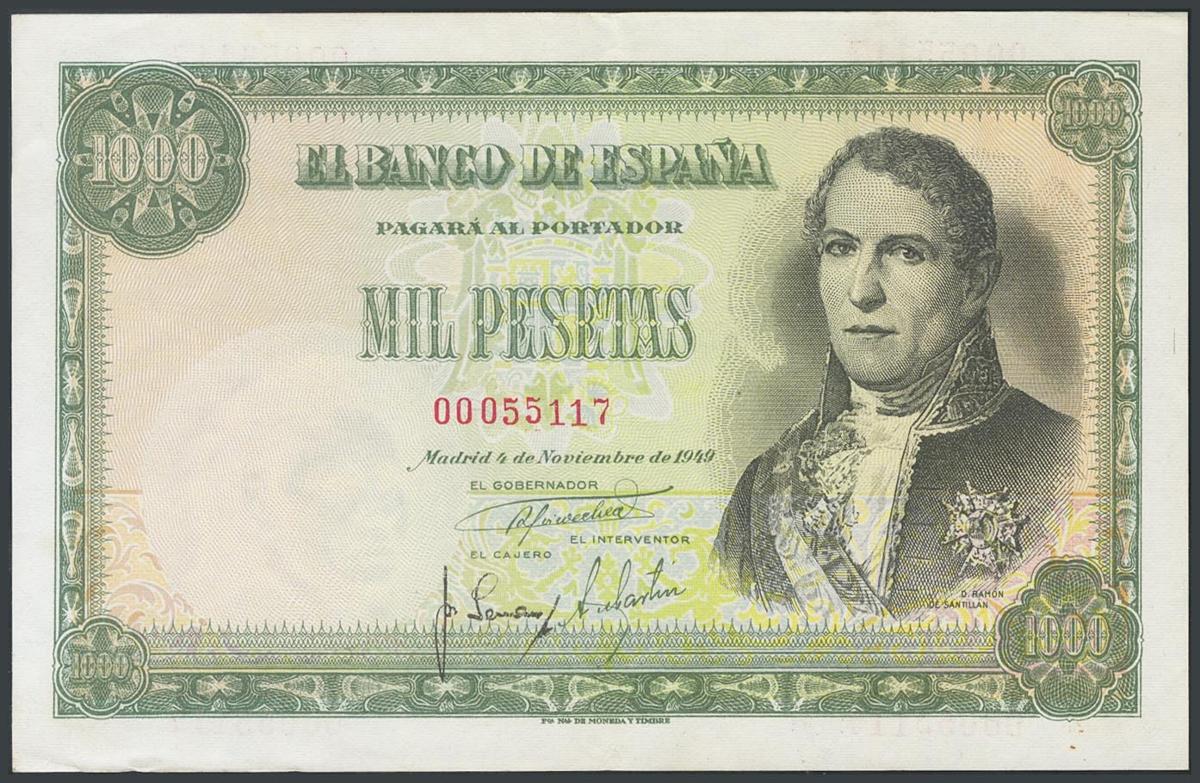 1000
1000
EL BANCO DE ESPAÑA
PAGARÁ AL PORTADOR
MIL PESETAS
00055117
Madrid 4 de Noviembre de 1949
EL GOBERNADOR
EL INTERVENTOR
EL CAJERO
D. RAMÓN
DE SANTILLAN
1000
1000
Fca. Nal. DE MONEDA Y TIMBRE